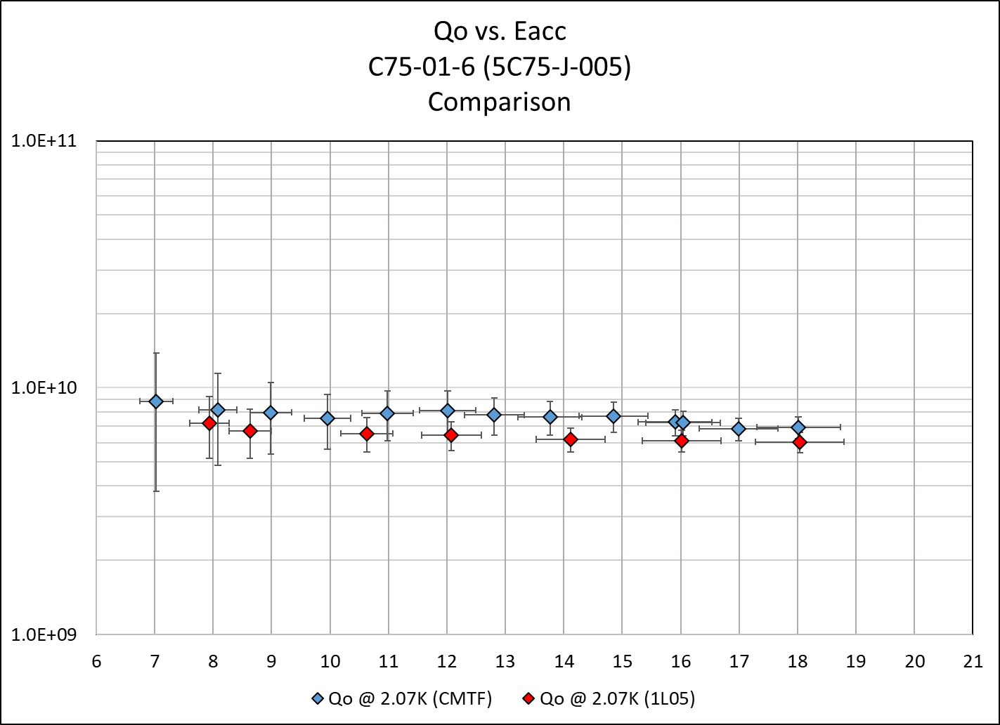 Qo vs. Eacc
C75-01-6 (5C75-J-005)
Comparison
1.0E+11
1.0E+10
1.0E+09
6 7 8 9 10 11 12 13 14 15 16 17 18 19 20 21
Qo @ 2.07K (CMTF) Qo @ 2.07K (1L05)